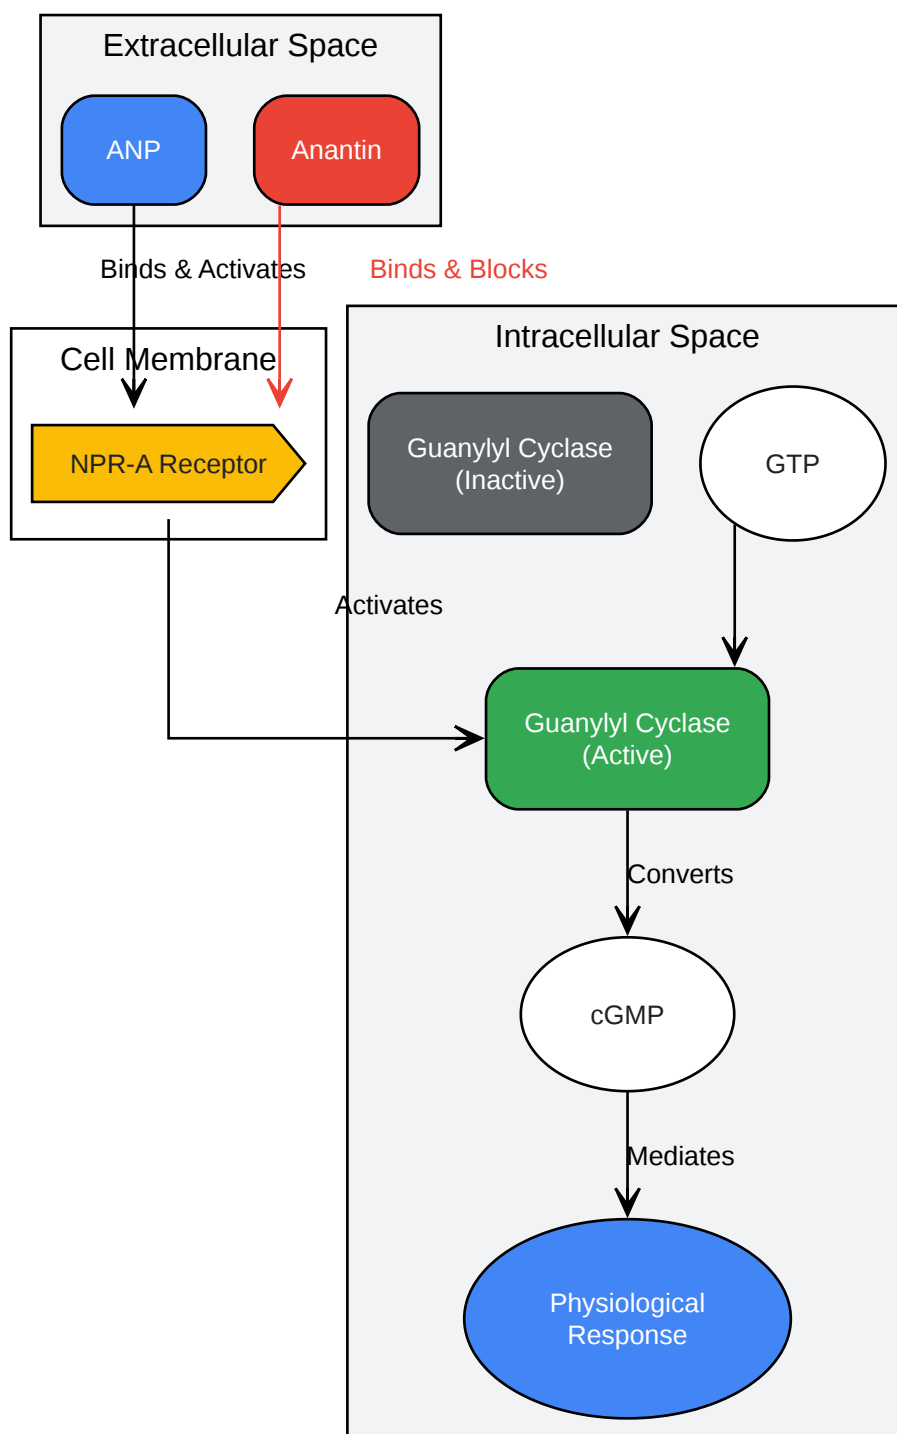 Extracellular Space
ANP
Anantin
Binds & Activates
Binds & Blocks
Cell Membrane
NPR-A Receptor
Intracellular Space
Guanylyl Cyclase
(Inactive)
GTP
Activates
Guanylyl Cyclase
(Active)
Converts
cGMP
Mediates
Physiological
Response